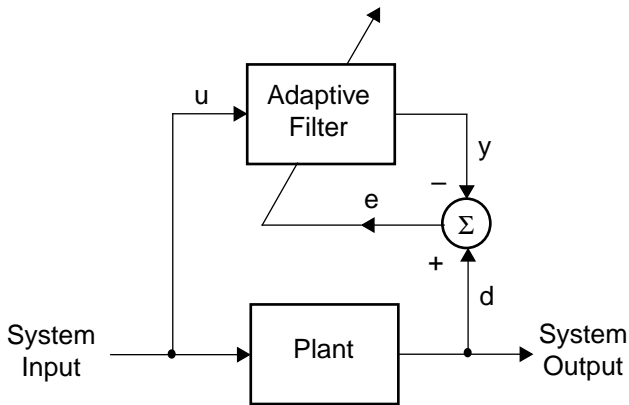 u
Adaptive
Filter
y
–
e
Σ
+
d
System
Input
Plant
System
Output